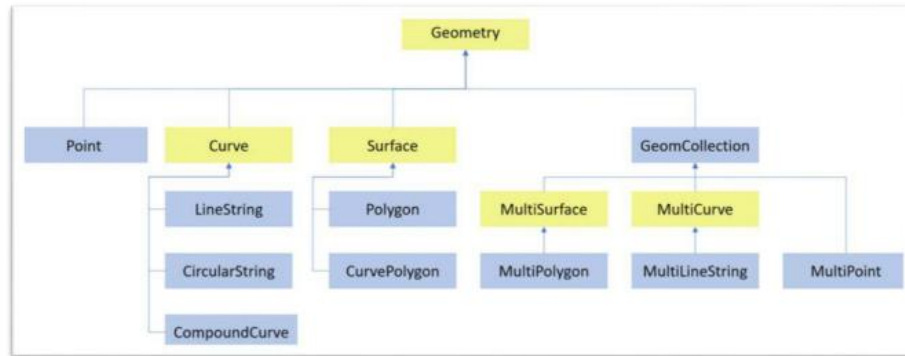 Geometry
Point
Curve
Surface
GeomCollection
LineString
Polygon
MultiSurface
MultiCurve
CircularString
CurvePolygon
MultiPolygon
MultiLineString
MultiPoint
CompoundCurve